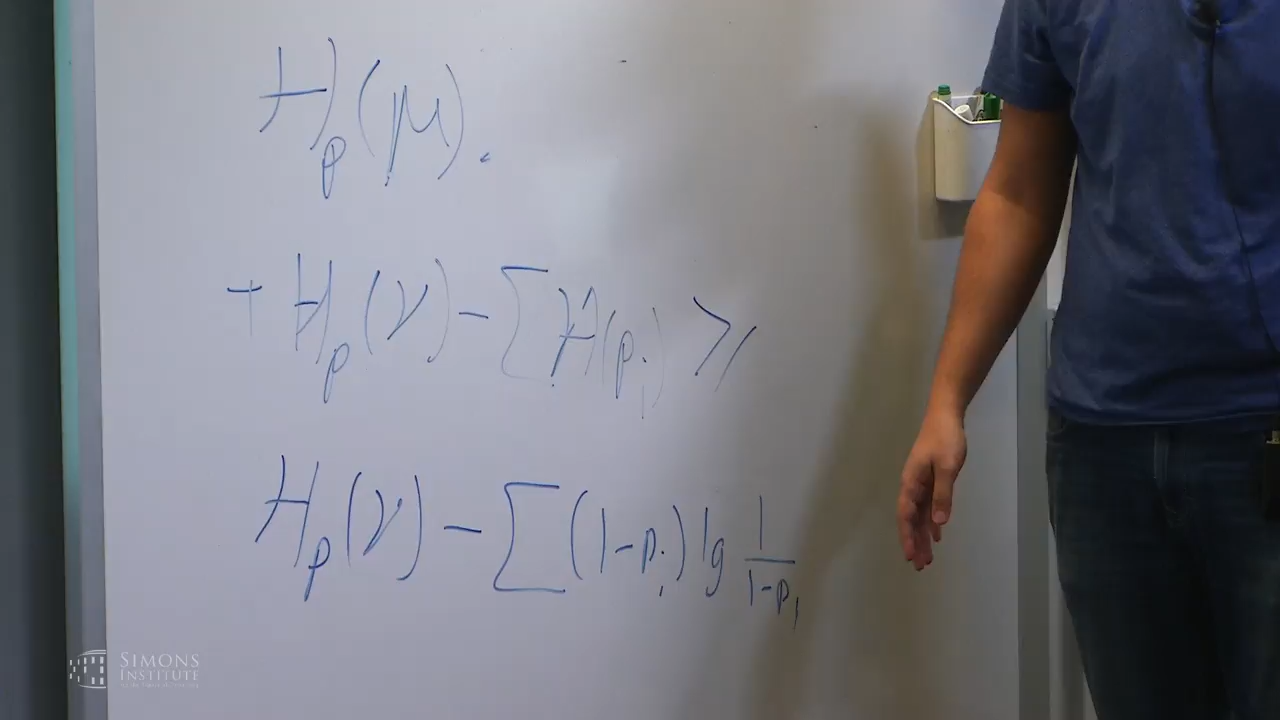 H_p(μ).
+ H_p(ν) - ∑ H(p_i) ≥
H_p(ν) - ∑ (1-p_i) lg 1/(1-p_i)
SIMONS
INSTITUTE